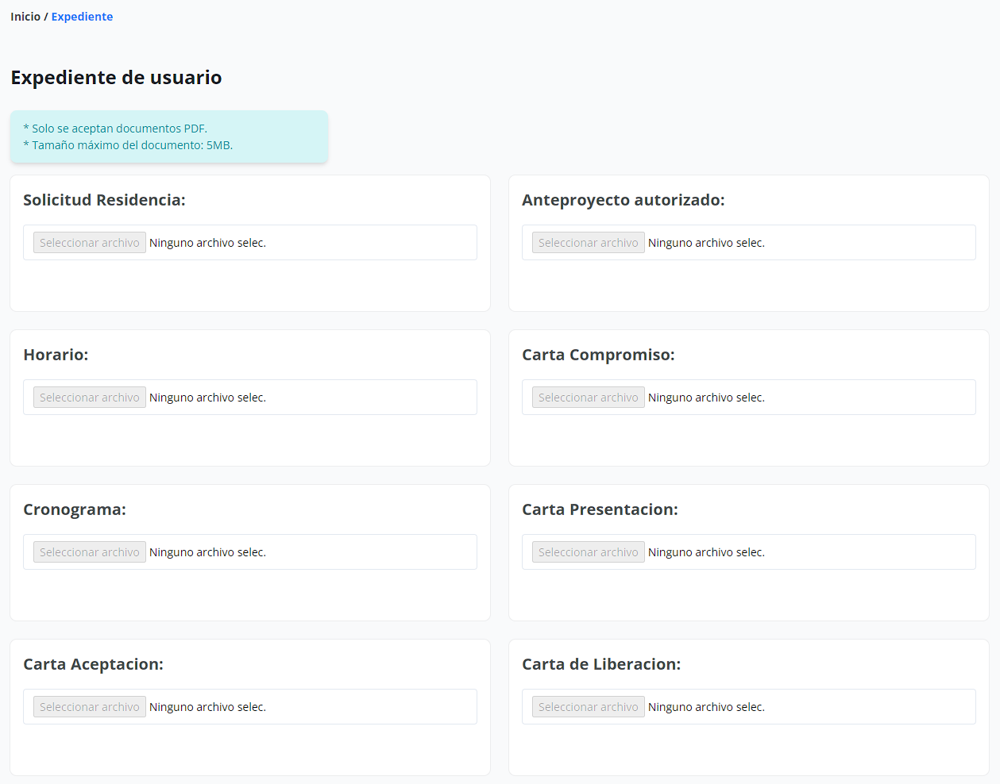 Inicio / Expediente
Expediente de usuario
* Solo se aceptan documentos PDF.
* Tamaño máximo del documento: 5MB.
Solicitud Residencia:
Seleccionar archivo Ninguno archivo selec.
Anteproyecto autorizado:
Seleccionar archivo Ninguno archivo selec.
Horario:
Seleccionar archivo Ninguno archivo selec.
Carta Compromiso:
Seleccionar archivo Ninguno archivo selec.
Cronograma:
Seleccionar archivo Ninguno archivo selec.
Carta Presentacion:
Seleccionar archivo Ninguno archivo selec.
Carta Aceptacion:
Seleccionar archivo Ninguno archivo selec.
Carta de Liberacion:
Seleccionar archivo Ninguno archivo selec.